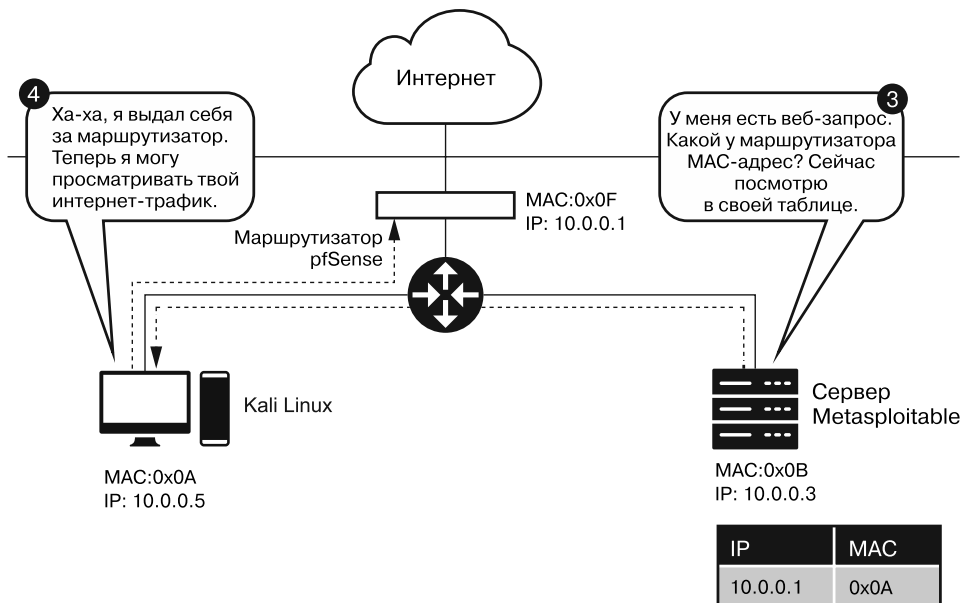 Интернет
4
Ха-ха, я выдал себя
за маршрутизатор.
Теперь я могу
просматривать твой
интернет-трафик.
3
У меня есть веб-запрос.
Какой у маршрутизатора
MAC-адрес? Сейчас
посмотрю
в своей таблице.
MAC:0x0F
IP: 10.0.0.1
Маршрутизатор
pfSense
Kali Linux
MAC:0x0A
IP: 10.0.0.5
Сервер
Metasploitable
MAC:0x0B
IP: 10.0.0.3
IP MAC
10.0.0.1 0x0A